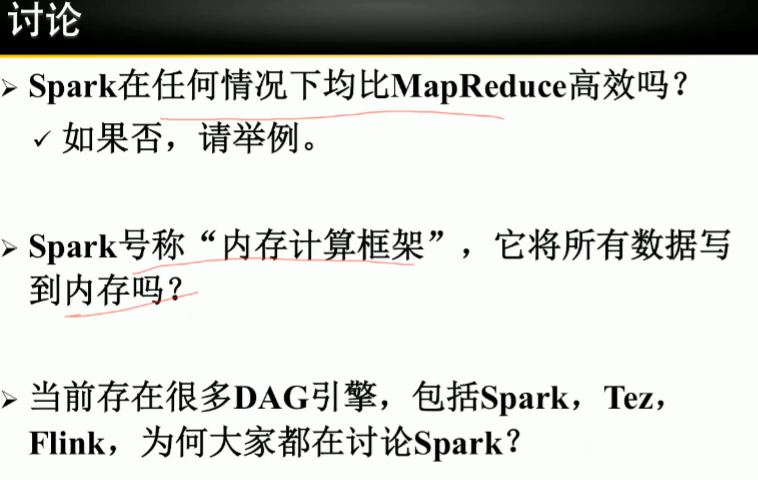 讨论
Spark在任何情况下均比MapReduce高效吗？
如果否，请举例。
Spark号称“内存计算框架”，它将所有数据写
到内存吗？
当前存在很多DAG引擎，包括Spark，Tez，
Flink，为何大家都在讨论Spark？